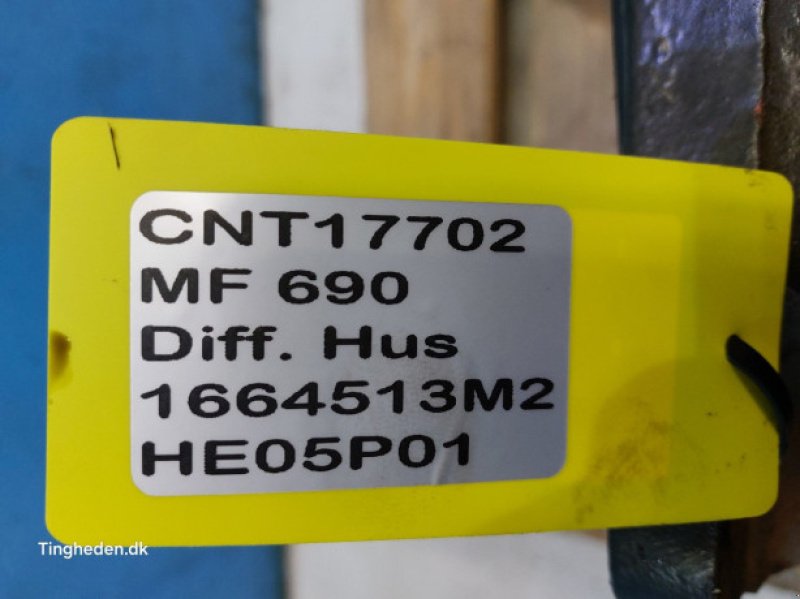 CNT17702
MF 690
Diff. Hus
1664513M2
HE05P01
Tingheden.dk